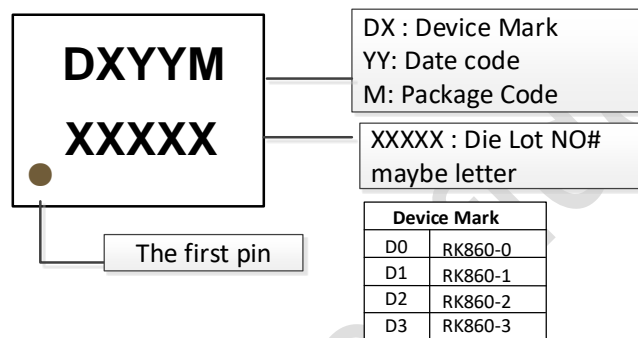 DXYYM
XXXXX
DX : Device Mark
YY: Date code
M: Package Code
XXXXX : Die Lot NO#
maybe letter
The first pin
Device Mark
D0 RK860-0
D1 RK860-1
D2 RK860-2
D3 RK860-3